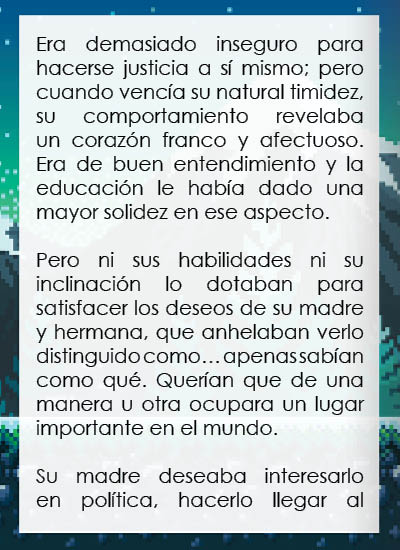 Era demasiado inseguro para
hacerse justicia a sí mismo; pero
cuando vencía su natural timidez,
su comportamiento revelaba
un corazón franco y afectuoso.
Era de buen entendimiento y la
educación le había dado una
mayor solidez en ese aspecto.
Pero ni sus habilidades ni su
inclinación lo dotaban para
satisfacer los deseos de su madre
y hermana, que anhelaban verlo
distinguido como… apenas sabían
como qué. Querían que de una
manera u otra ocupara un lugar
importante en el mundo.
Su madre deseaba interesarlo
en política, hacerlo llegar al